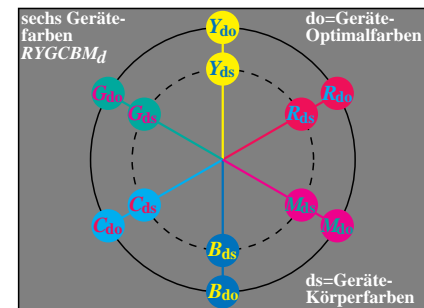 sechs Geräte-
farben
RYGCBMd
do=Geräte-
Optimalfarben
Ydo
Yds
Gdo
Gds
Rdo
Rds
Cds
Cdo
Mds
Mdo
Bds
Bdo
ds=Geräte-
Körperfarben